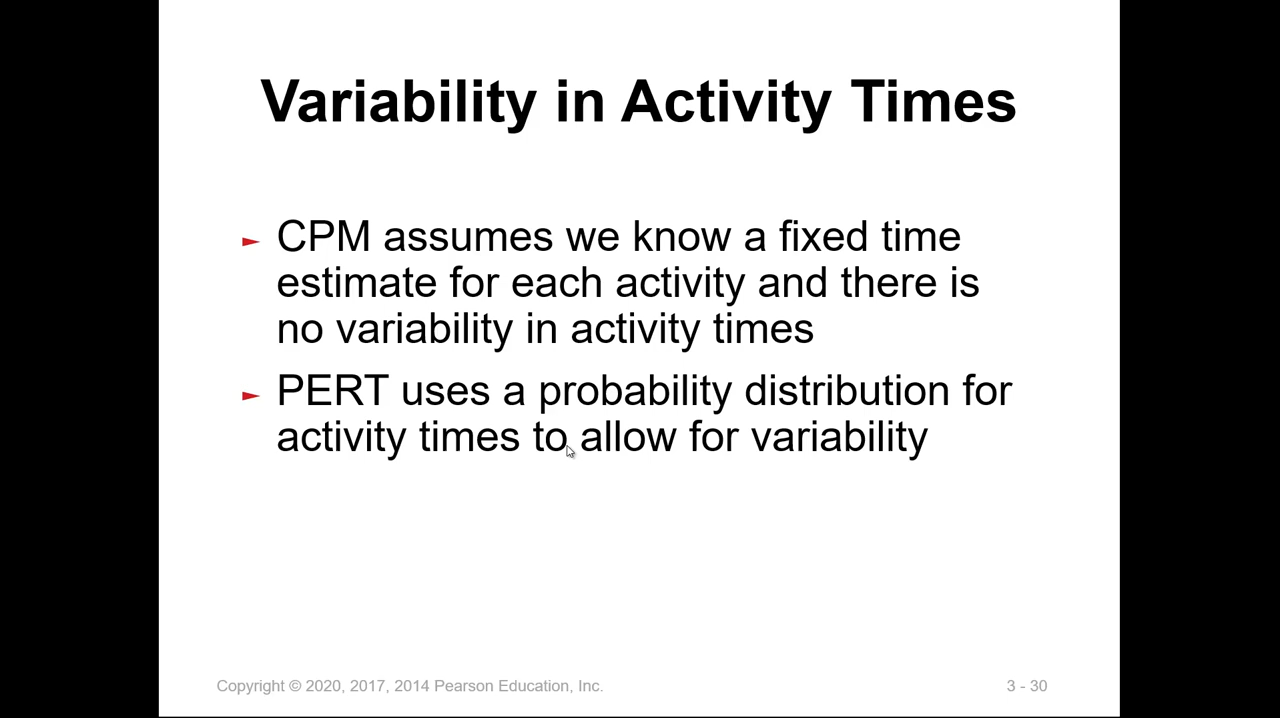 Variability in Activity Times
► CPM assumes we know a fixed time
estimate for each activity and there is
no variability in activity times
► PERT uses a probability distribution for
activity times to allow for variability
Copyright © 2020, 2017, 2014 Pearson Education, Inc.
3 - 30